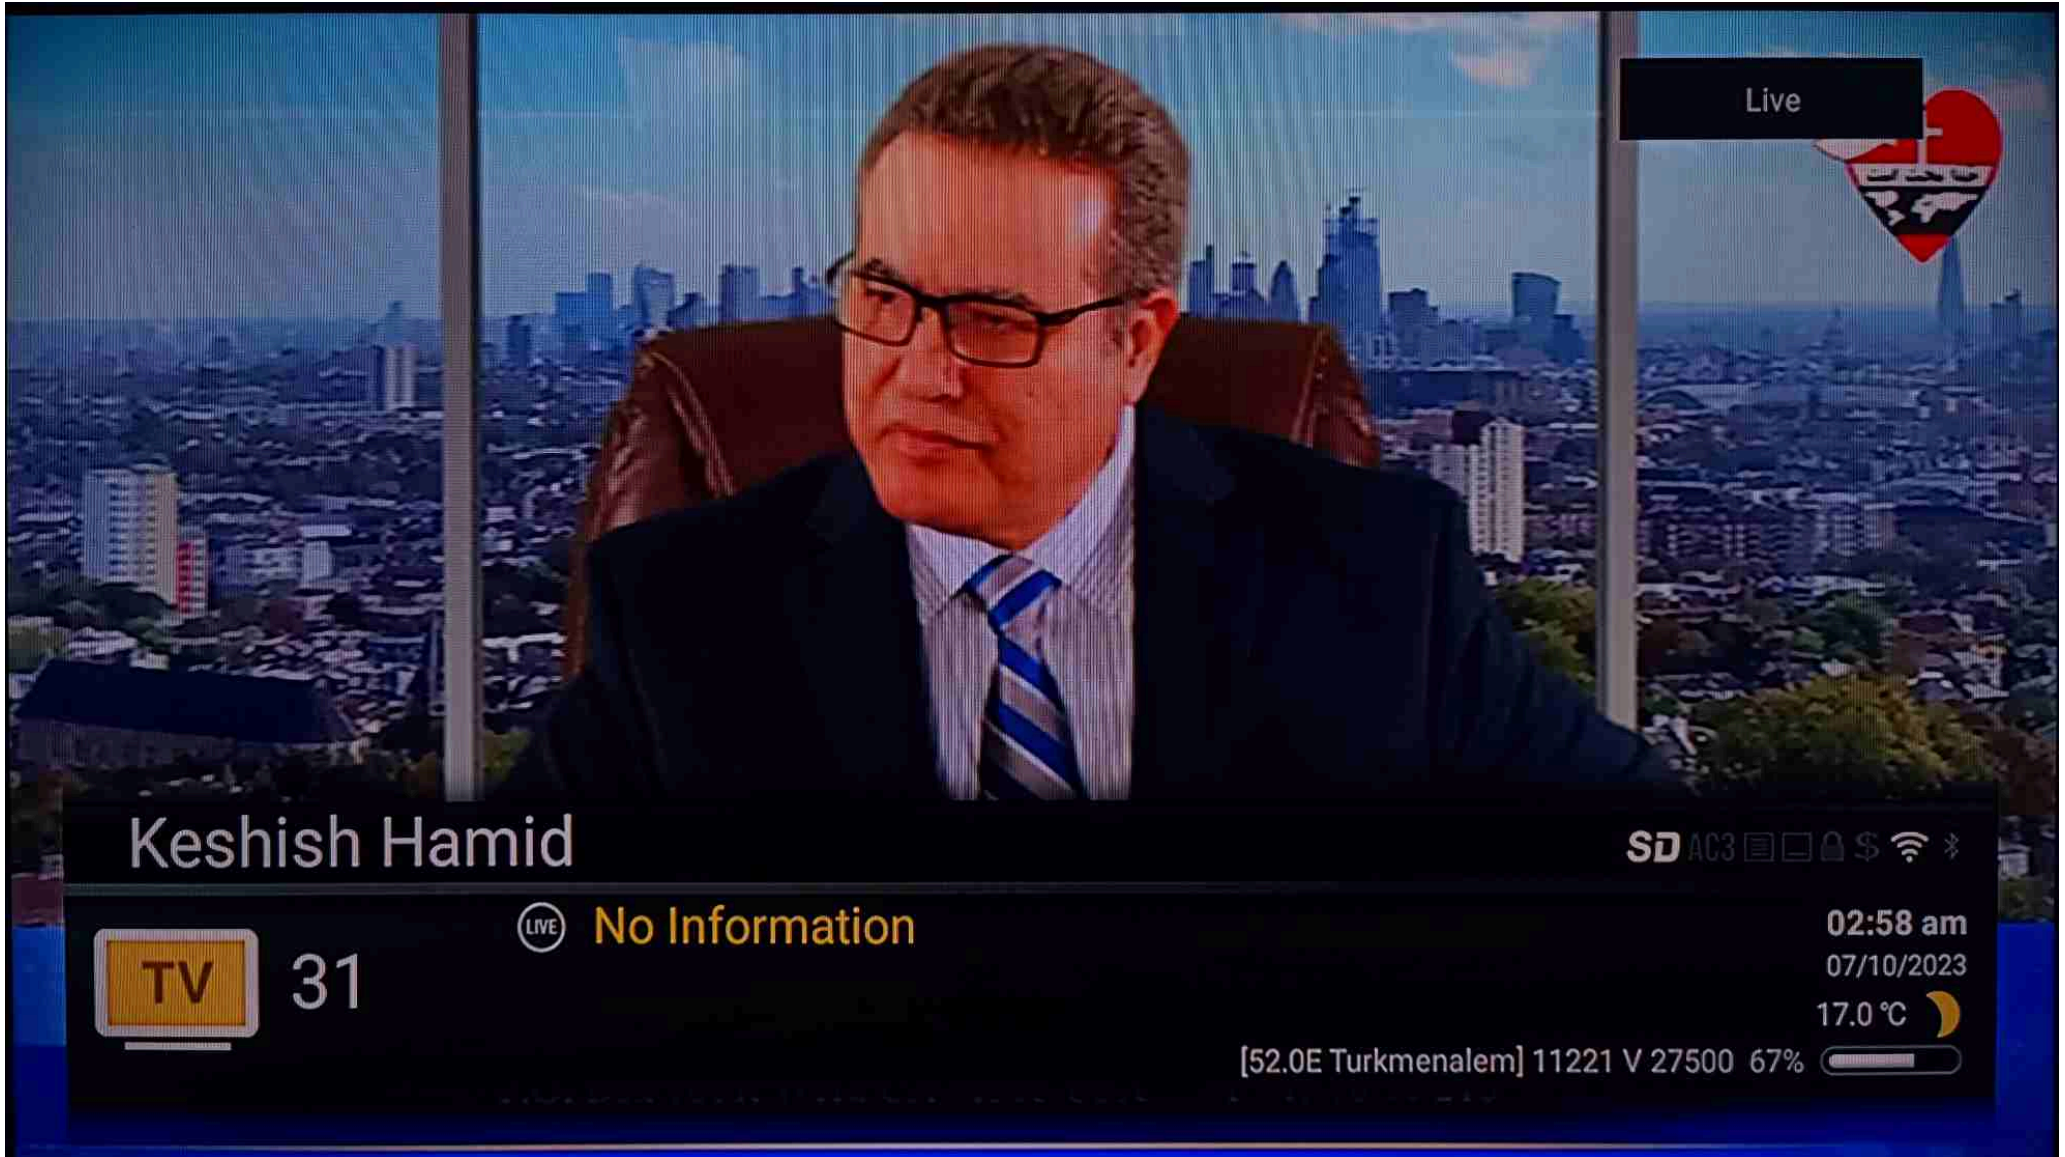 Live
Keshish Hamid
SD AC3 $
LIVE No Information
TV 31
02:58 am
07/10/2023
17.0 °C
[52.0E Turkmenalem] 11221 V 27500 67%